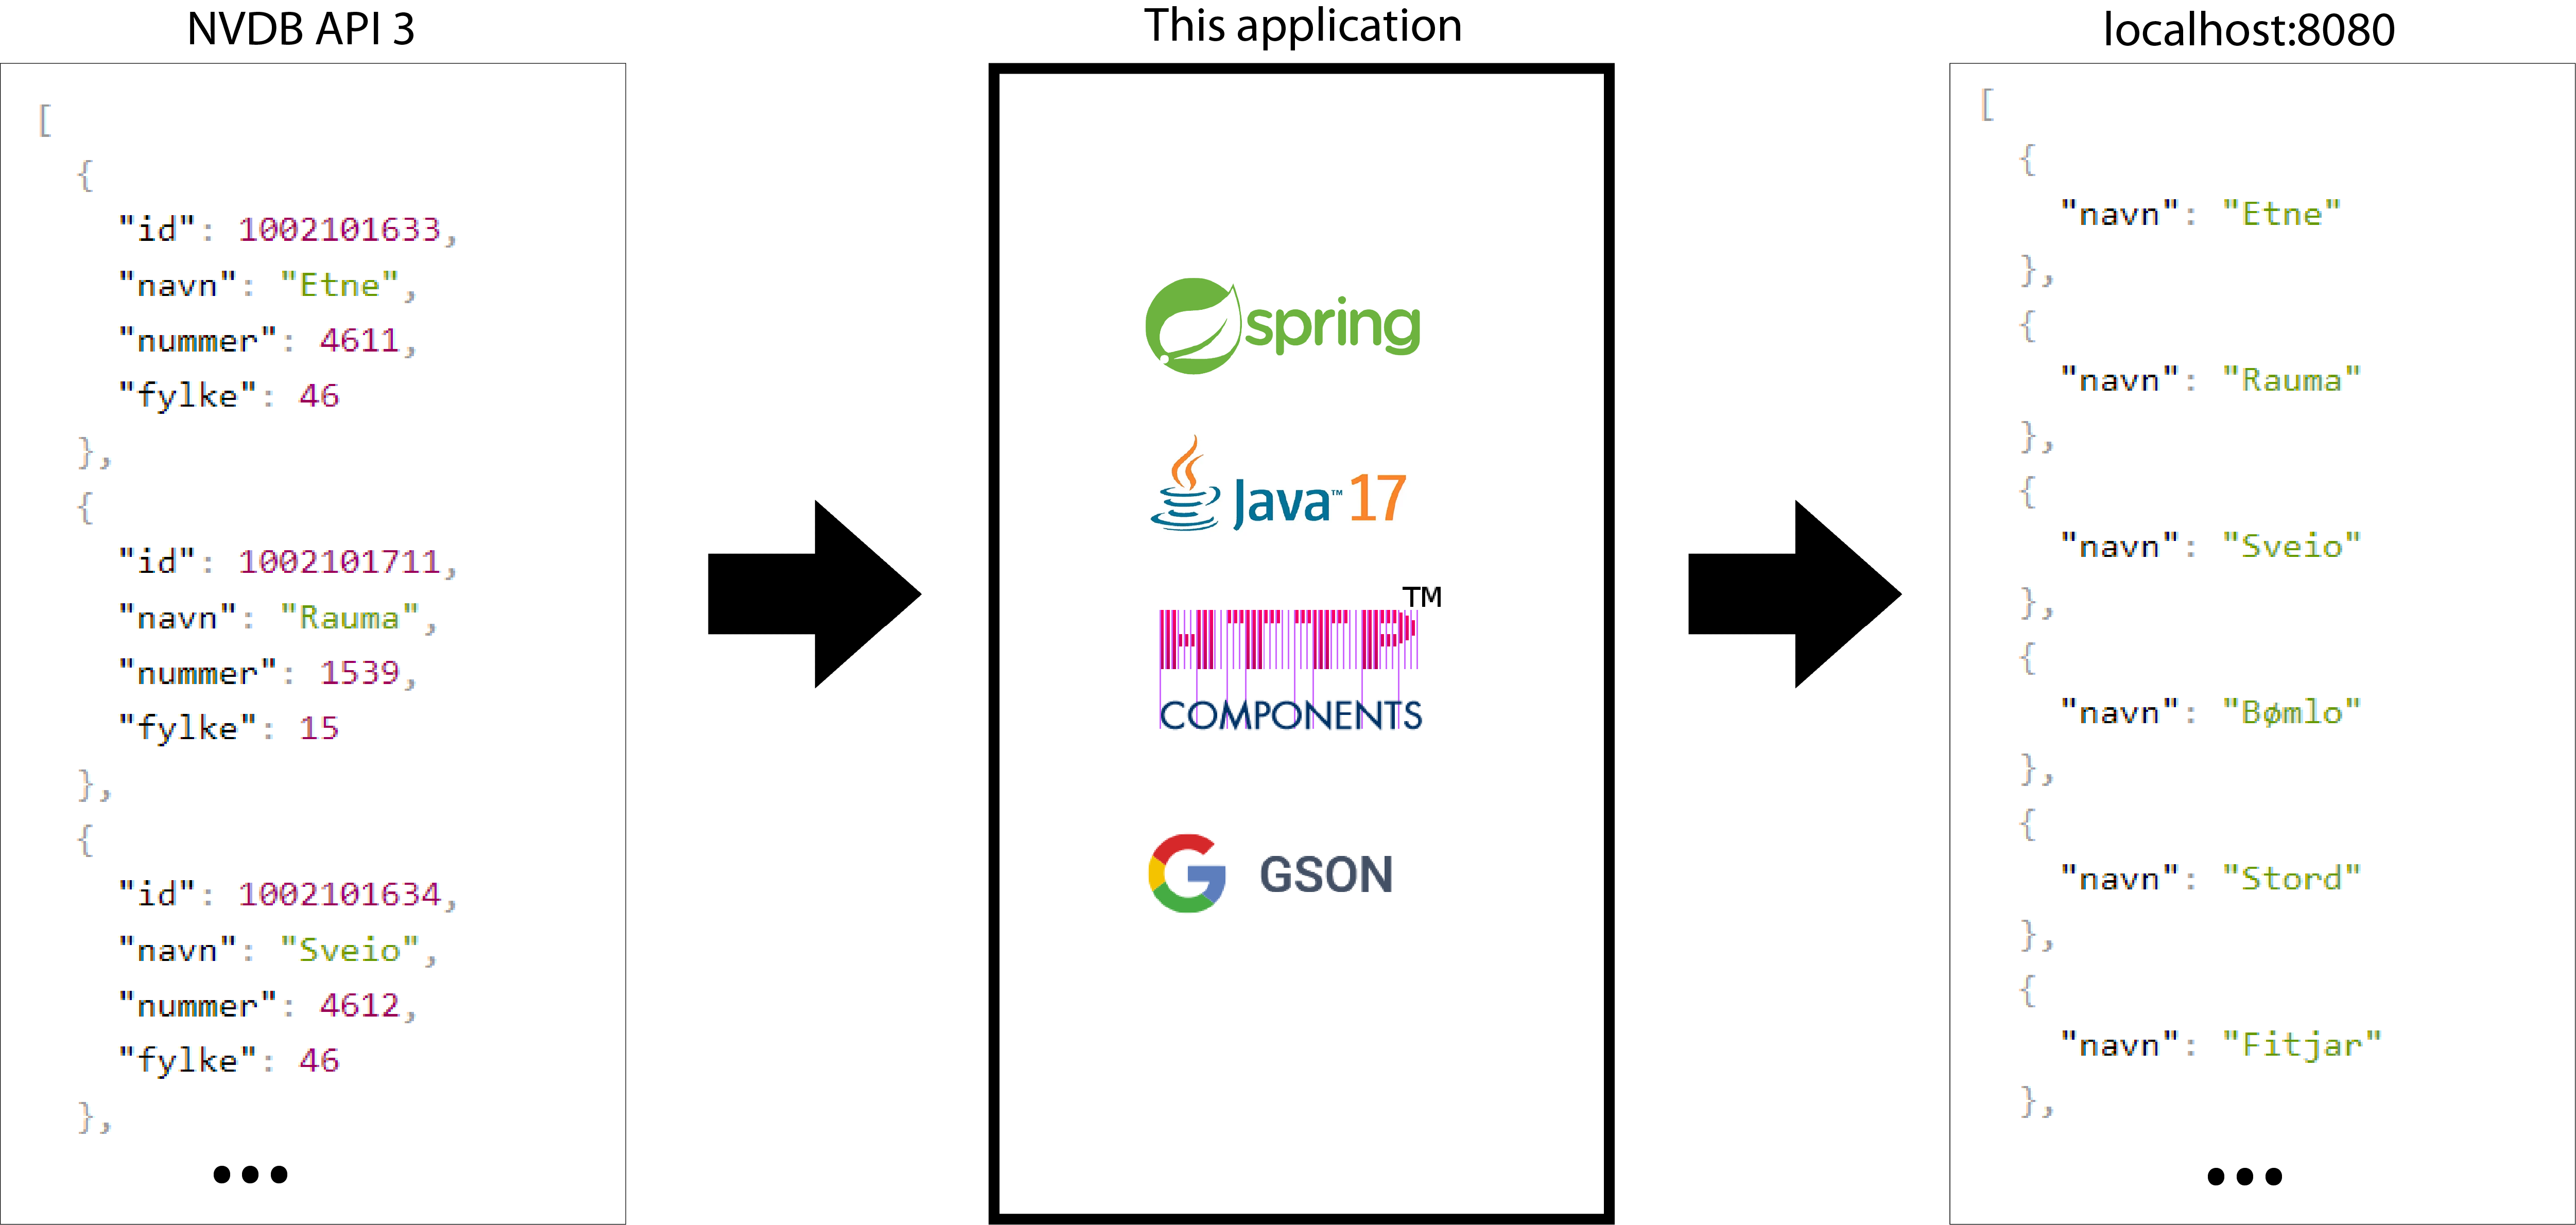 NVDB API 3
[
{
"id": 1002101633,
"navn": "Etne",
"nummer": 4611,
"fylke": 46
},
{
"id": 1002101711,
"navn": "Rauma",
"nummer": 1539,
"fylke": 15
},
{
"id": 1002101634,
"navn": "Sveio",
"nummer": 4612,
"fylke": 46
},
•••
This application
spring
Java™ 17
HTTP™
COMPONENTS
G GSON
localhost:8080
[
{
"navn": "Etne"
},
{
"navn": "Rauma"
},
{
"navn": "Sveio"
},
{
"navn": "Bømlo"
},
{
"navn": "Stord"
},
{
"navn": "Fitjar"
},
•••